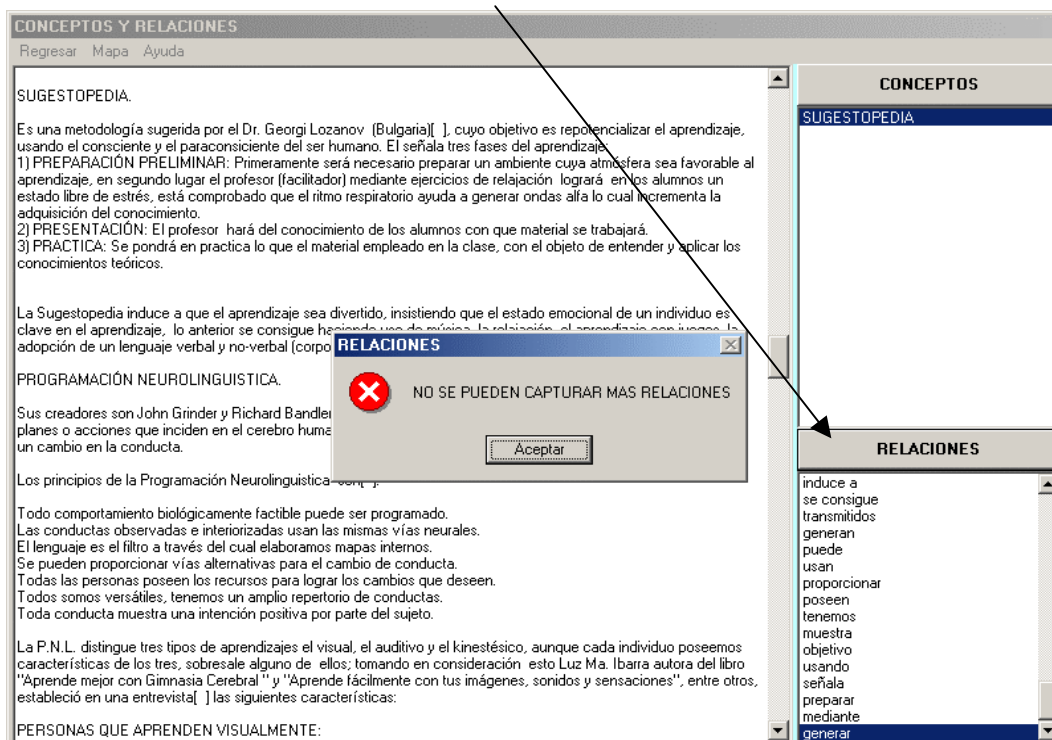 CONCEPTOS Y RELACIONES
Regresar Mapa Ayuda
SUGESTOPEDIA.
Es una metodología sugerida por el Dr. Georgi Lozanov (Bulgaria)[ ], cuyo objetivo es repotencializar el aprendizaje,
usando el consciente y el paraconsiciente del ser humano. El señala tres fases del aprendizaje:
1) PREPARACIÓN PRELIMINAR: Primeramente será necesario preparar un ambiente cuya atmósfera sea favorable al
aprendizaje, en segundo lugar el profesor (facilitador) mediante ejercicios de relajación logrará en los alumnos un
estado libre de estrés, está comprobado que el ritmo respiratorio ayuda a generar ondas alfa lo cual incrementa la
adquisición del conocimiento.
2) PRESENTACIÓN: El profesor hará del conocimiento de los alumnos con que material se trabajará.
3) PRACTICA: Se pondrá en practica lo que el material empleado en la clase, con el objeto de entender y aplicar los
conocimientos teóricos.
La Sugestopedia induce a que el aprendizaje sea divertido, insistiendo que el estado emocional de un individuo es
clave en el aprendizaje, lo anterior se consigue haciendo uso de música, la relajación, el aprendizaje con juegos, la
adopción de un lenguaje verbal y no-verbal (corpo
PROGRAMACIÓN NEUROLINGUISTICA.
Sus creadores son John Grinder y Richard Bandler
planes o acciones que inciden en el cerebro huma
un cambio en la conducta.
Los principios de la Programación Neurolinguistica son[ ]:
Todo comportamiento biológicamente factible puede ser programado.
Las conductas observadas e interiorizadas usan las mismas vías neurales.
El lenguaje es el filtro a través del cual elaboramos mapas internos.
Se pueden proporcionar vías alternativas para el cambio de conducta.
Todas las personas poseen los recursos para lograr los cambios que deseen.
Todos somos versátiles, tenemos un amplio repertorio de conductas.
Toda conducta muestra una intención positiva por parte del sujeto.
La P.N.L. distingue tres tipos de aprendizajes el visual, el auditivo y el kinestésico, aunque cada individuo poseemos
características de los tres, sobresale alguno de ellos; tomando en consideración esto Luz Ma. Ibarra autora del libro
"Aprende mejor con Gimnasia Cerebral " y "Aprende fácilmente con tus imágenes, sonidos y sensaciones", entre otros,
estableció en una entrevista[ ] las siguientes características:
PERSONAS QUE APRENDEN VISUALMENTE:
RELACIONES
NO SE PUEDEN CAPTURAR MAS RELACIONES
Aceptar
CONCEPTOS
SUGESTOPEDIA
RELACIONES
induce a
se consigue
transmitidos
generan
puede
usan
proporcionar
poseen
tenemos
muestra
objetivo
usando
señala
preparar
mediante
generar